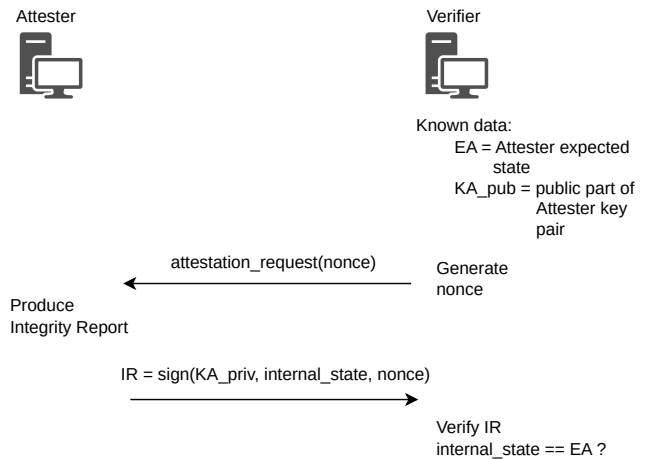 Attester
Verifier
Known data:
EA = Attester expected
state
KA_pub = public part of
Attester key
pair
attestation_request(nonce)
Generate
nonce
Produce
Integrity Report
IR = sign(KA_priv, internal_state, nonce)
Verify IR
internal_state == EA ?